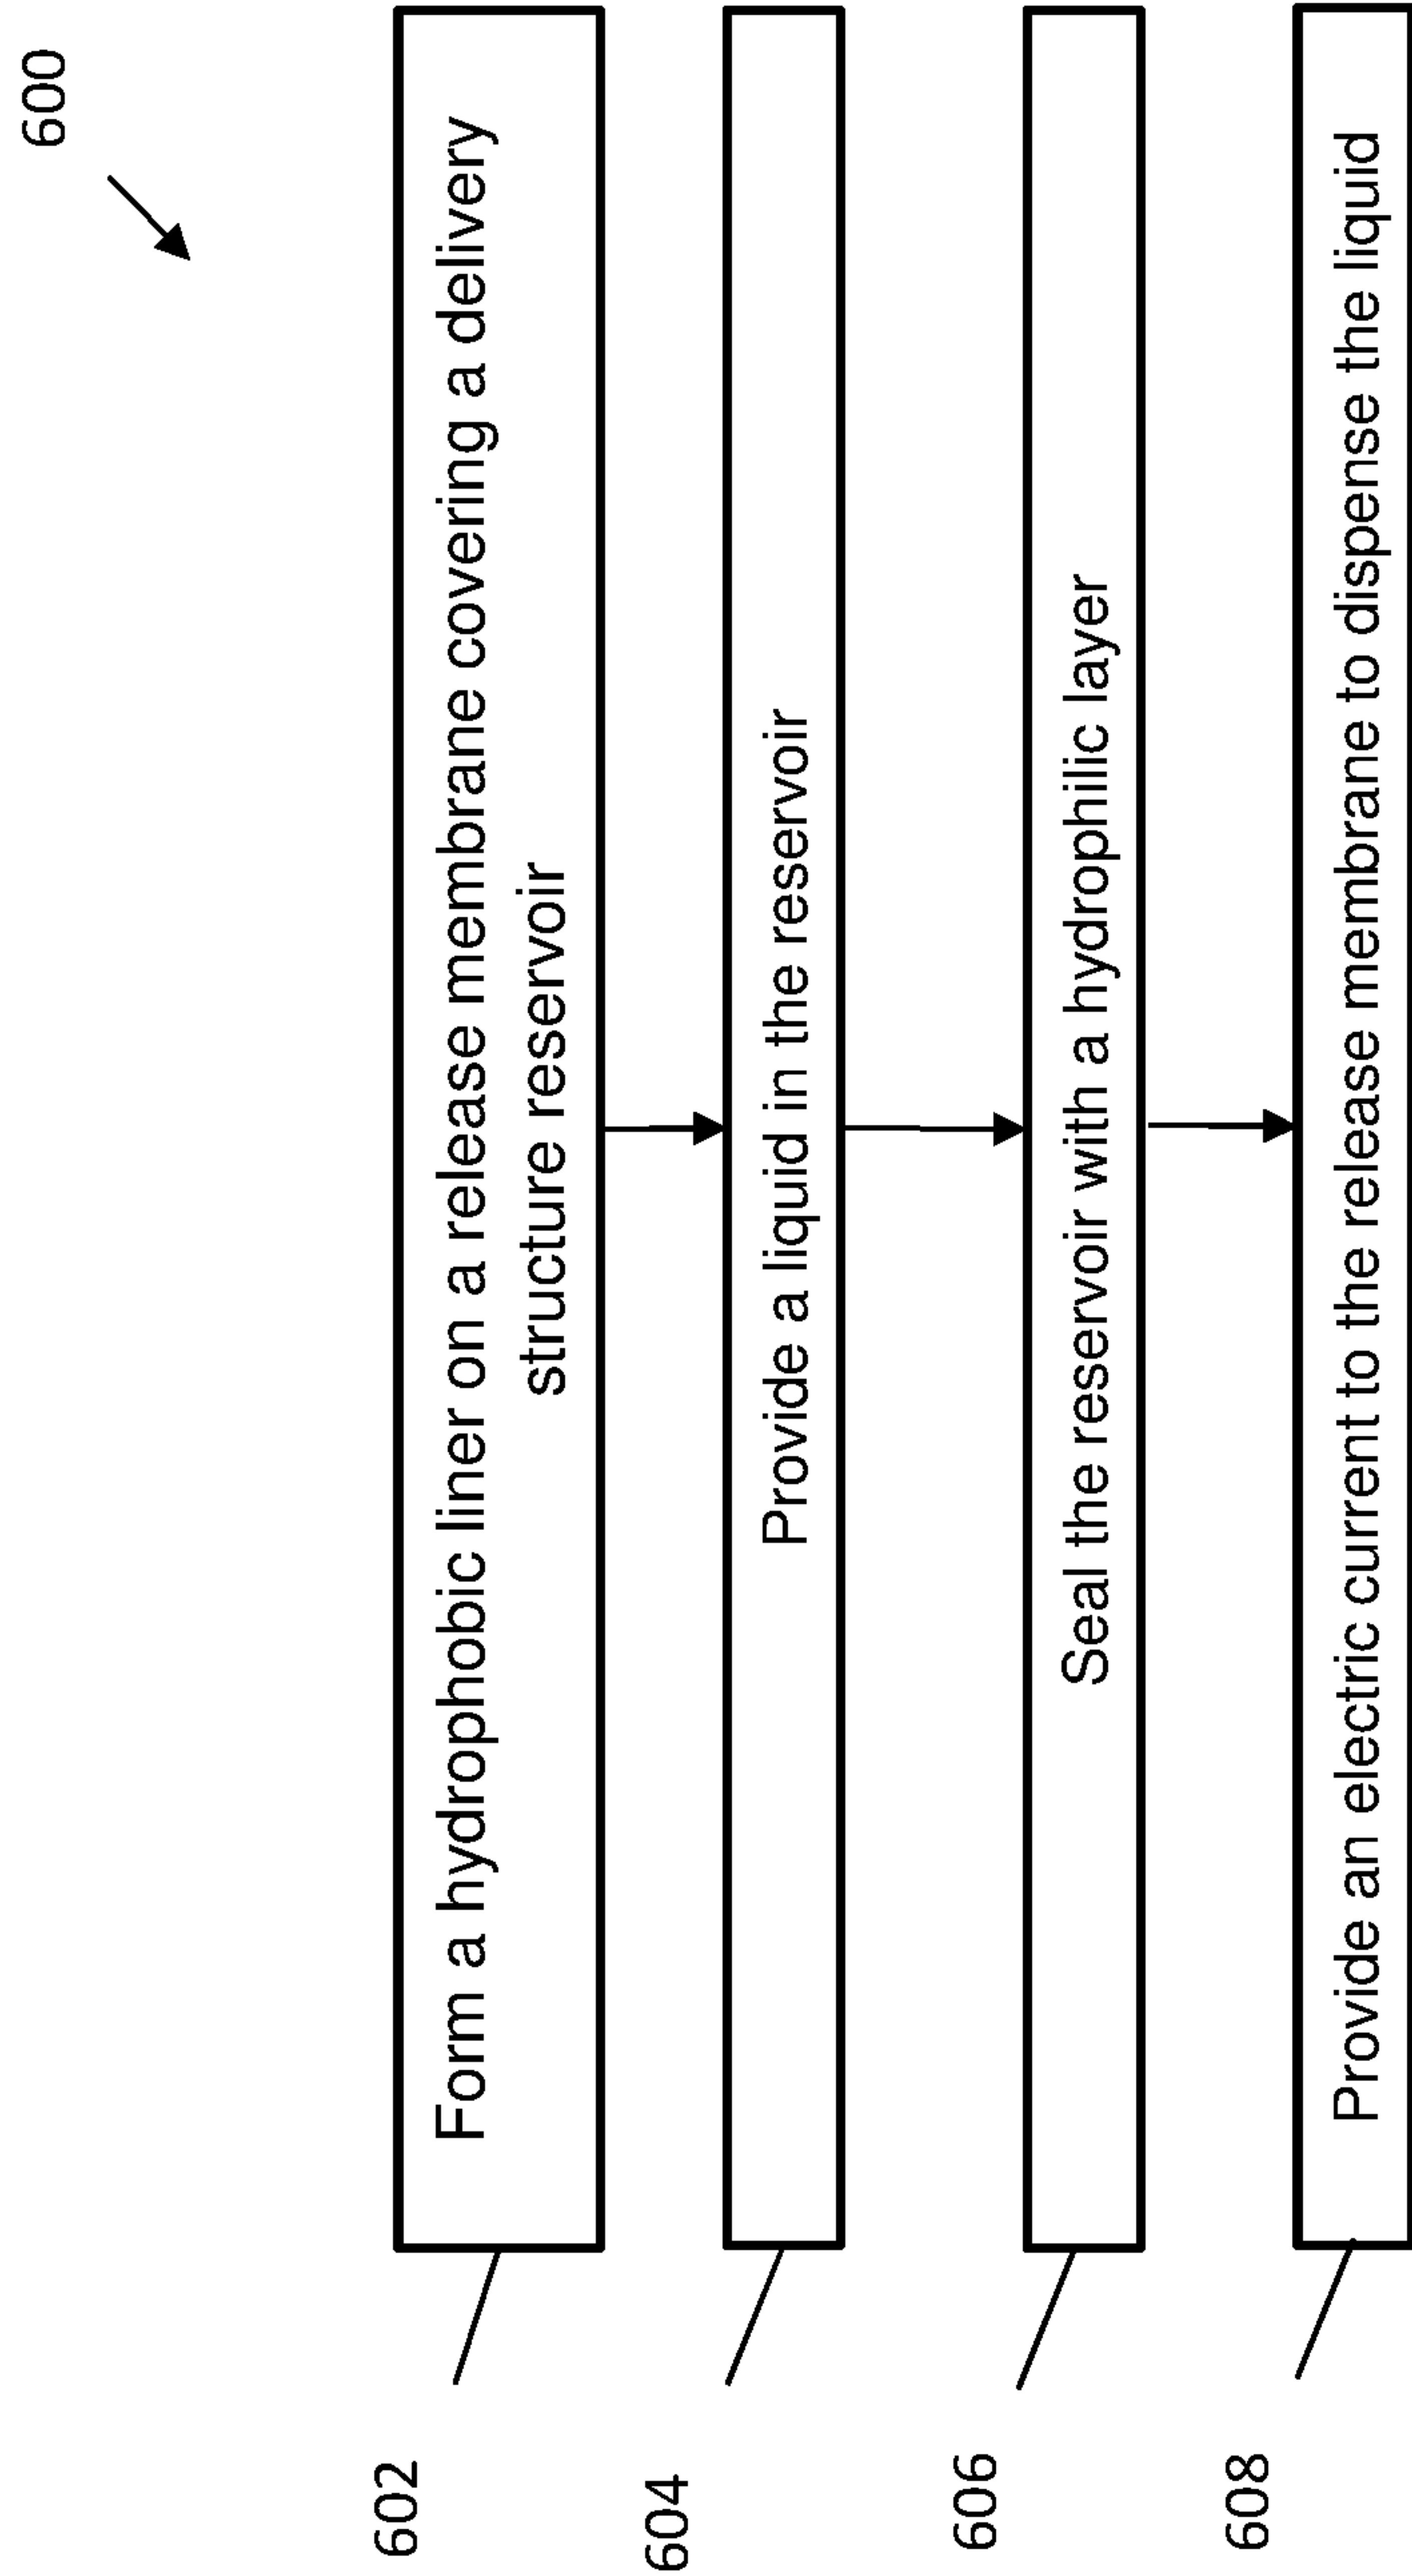 600
602
Form a hydrophobic liner on a release membrane covering a delivery
structure reservoir
604
Provide a liquid in the reservoir
606
Seal the reservoir with a hydrophilic layer
608
Provide an electric current to the release membrane to dispense the liquid